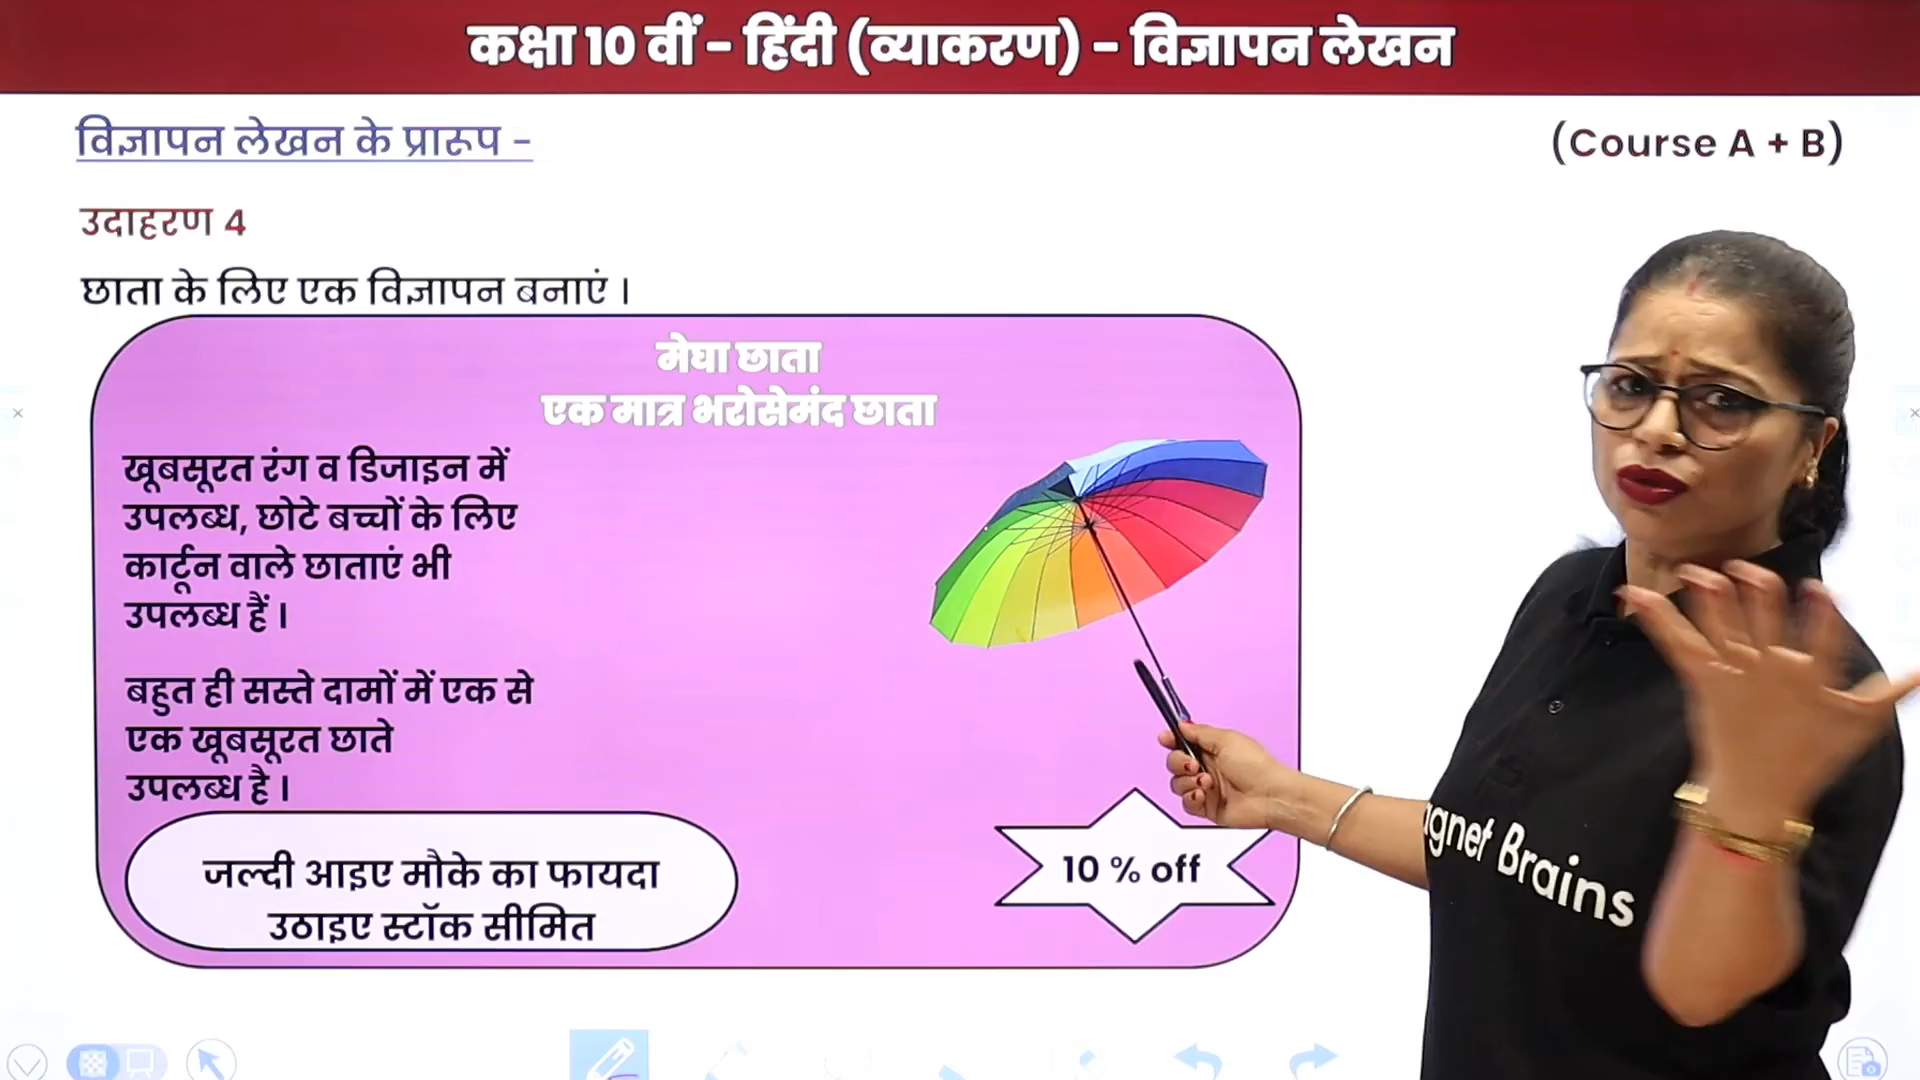 कक्षा 10 वीं – हिंदी (व्याकरण) – विज्ञापन लेखन
विज्ञापन लेखन के प्रारूप –
(Course A + B)
उदाहरण 4
छाता के लिए एक विज्ञापन बनाएं ।
मेघा छाता
एक मात्र भरोसेमंद छाता
खूबसूरत रंग व डिजाइन में
उपलब्ध, छोटे बच्चों के लिए
कार्टून वाले छाताएं भी
उपलब्ध हैं ।
बहुत ही सस्ते दामों में एक से
एक खूबसूरत छाते
उपलब्ध है ।
जल्दी आइए मौके का फायदा
उठाइए स्टॉक सीमित
10 % off
agnet Brains